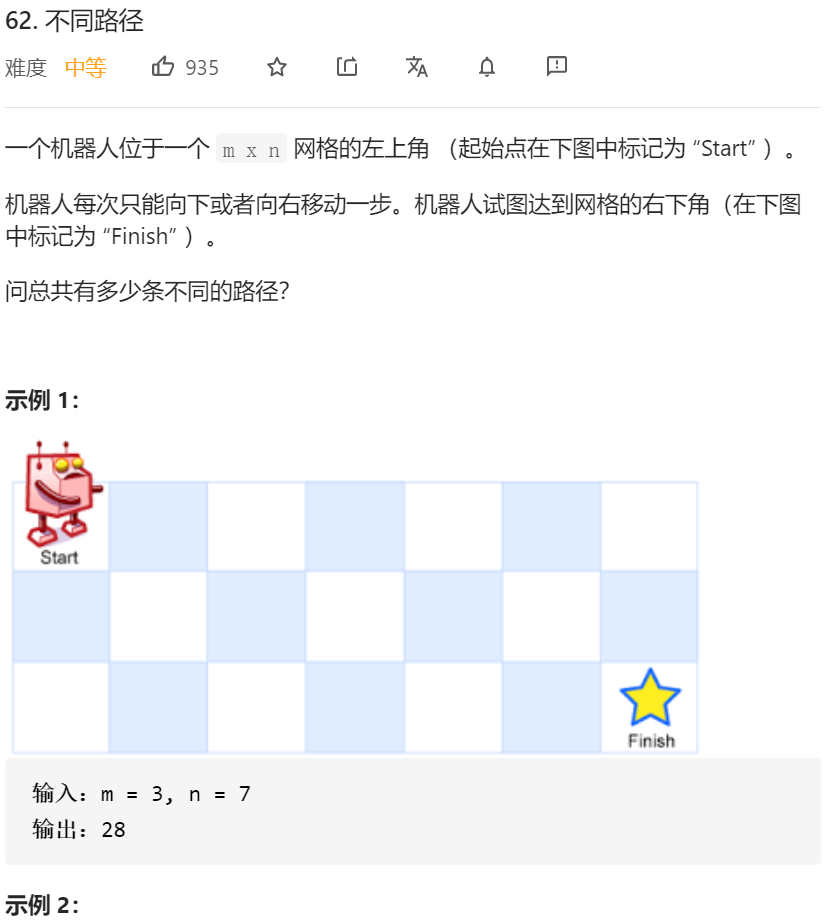 62. 不同路径
难度 中等 935
一个机器人位于一个 m x n 网格的左上角 （起始点在下图中标记为 “Start” ）。
机器人每次只能向下或者向右移动一步。机器人试图达到网格的右下角（在下图
中标记为 “Finish” ）。
问总共有多少条不同的路径？
示例 1：
Start
Finish
输入：m = 3, n = 7
输出：28
示例 2：